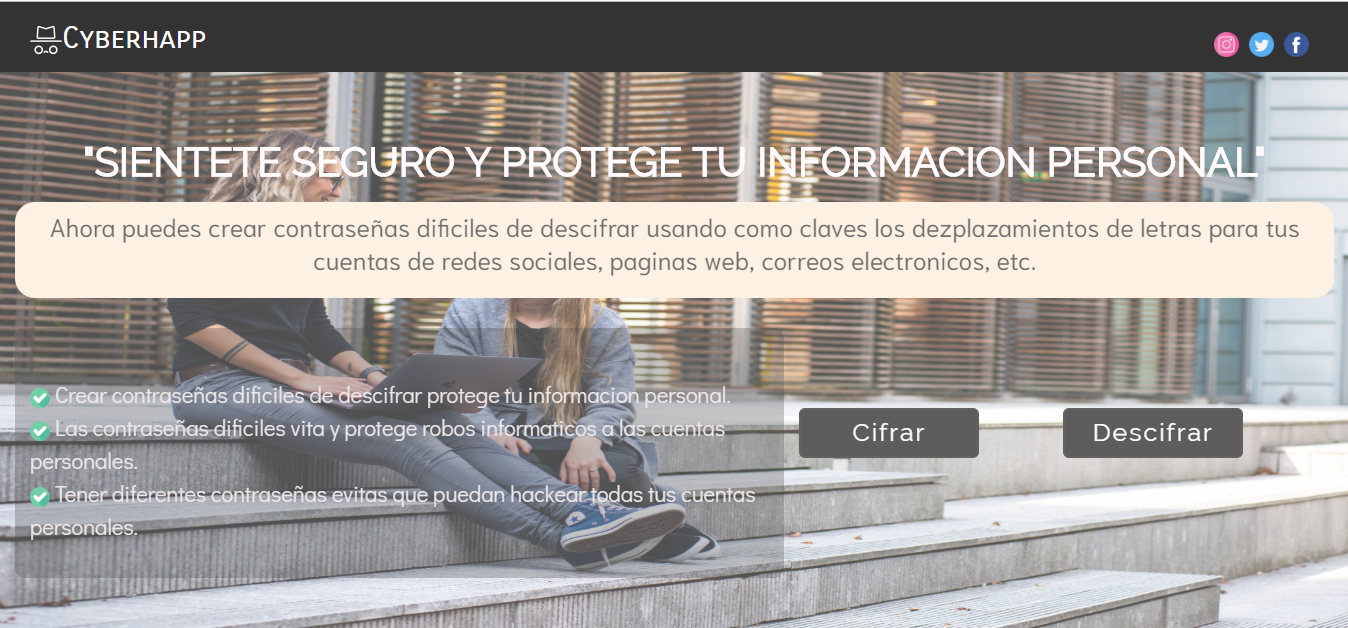 CYBERHAPP
"SIENTETE SEGURO Y PROTEGE TU INFORMACION PERSONAL"
Ahora puedes crear contraseñas dificiles de descifrar usando como claves los dezplazamientos de letras para tus
cuentas de redes sociales, paginas web, correos electronicos, etc.
Crear contraseñas dificiles de descifrar protege tu informacion personal.
Las contraseñas dificiles vita y protege robos informaticos a las cuentas
personales.
Tener diferentes contraseñas evitas que puedan hackear todas tus cuentas
personales.
Cifrar
Descifrar